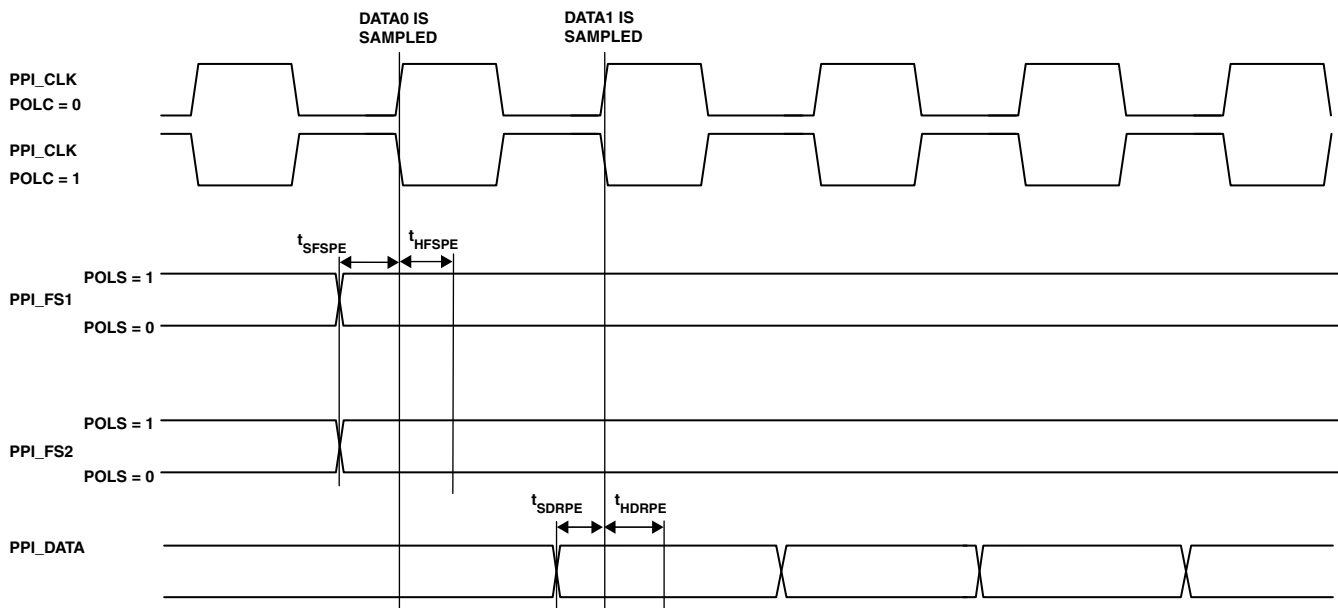 DATA0 IS
SAMPLED
DATA1 IS
SAMPLED
PPI_CLK
POLC = 0
PPI_CLK
POLC = 1
tSFSPE
tHFSPE
POLS = 1
PPI_FS1
POLS = 0
POLS = 1
PPI_FS2
POLS = 0
tSDRPE
tHDRPE
PPI_DATA